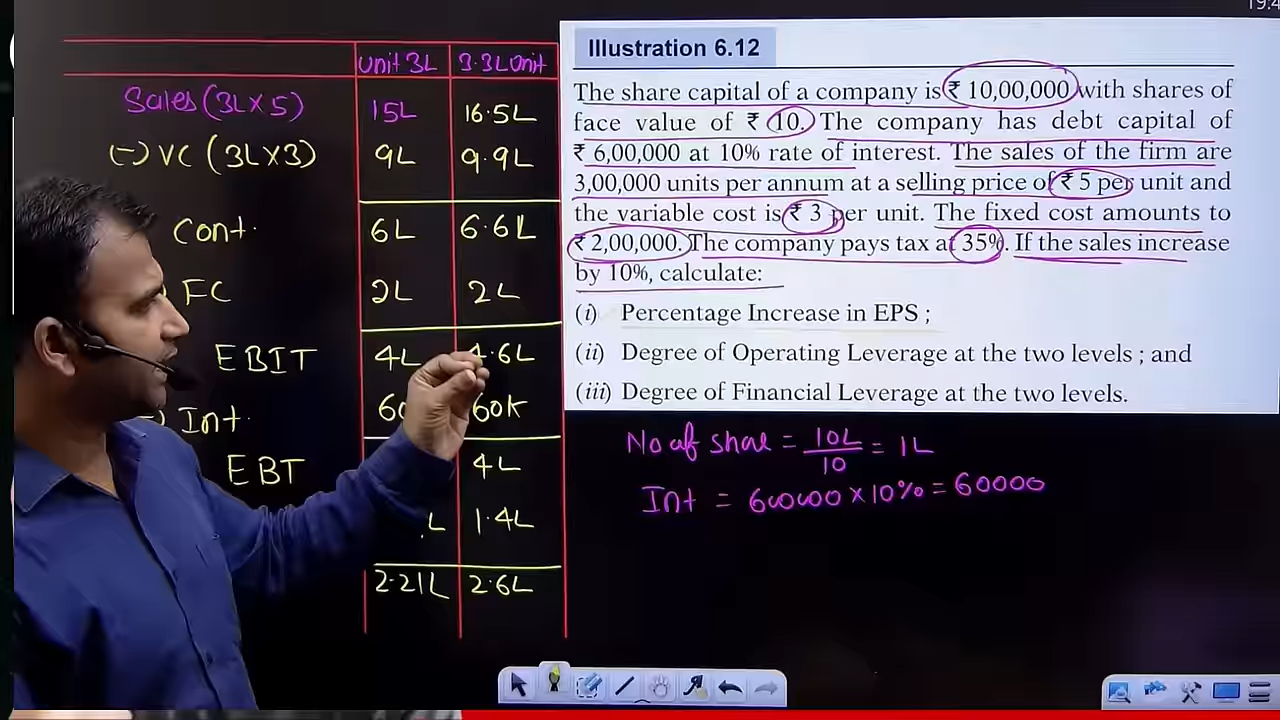 19:4
Unit 3L 3.3L Unit
Sales (3L×5) 15L 16.5L
(-) VC (3L×3) 9L 9.9L
Cont. 6L 6.6L
FC 2L 2L
EBIT 4L 4.6L
Int. 60K
EBT 4L
L 1.4L
2.21L 2.6L
Illustration 6.12
The share capital of a company is ₹ 10,00,000 with shares of
face value of ₹ 10. The company has debt capital of
₹ 6,00,000 at 10% rate of interest. The sales of the firm are
3,00,000 units per annum at a selling price of ₹ 5 per unit and
the variable cost is ₹ 3 per unit. The fixed cost amounts to
₹ 2,00,000. The company pays tax at 35%. If the sales increase
by 10%, calculate:
(i) Percentage Increase in EPS ;
(ii) Degree of Operating Leverage at the two levels ; and
(iii) Degree of Financial Leverage at the two levels.
No of share = 10L/10 = 1L
Int = 600000 × 10% = 60000